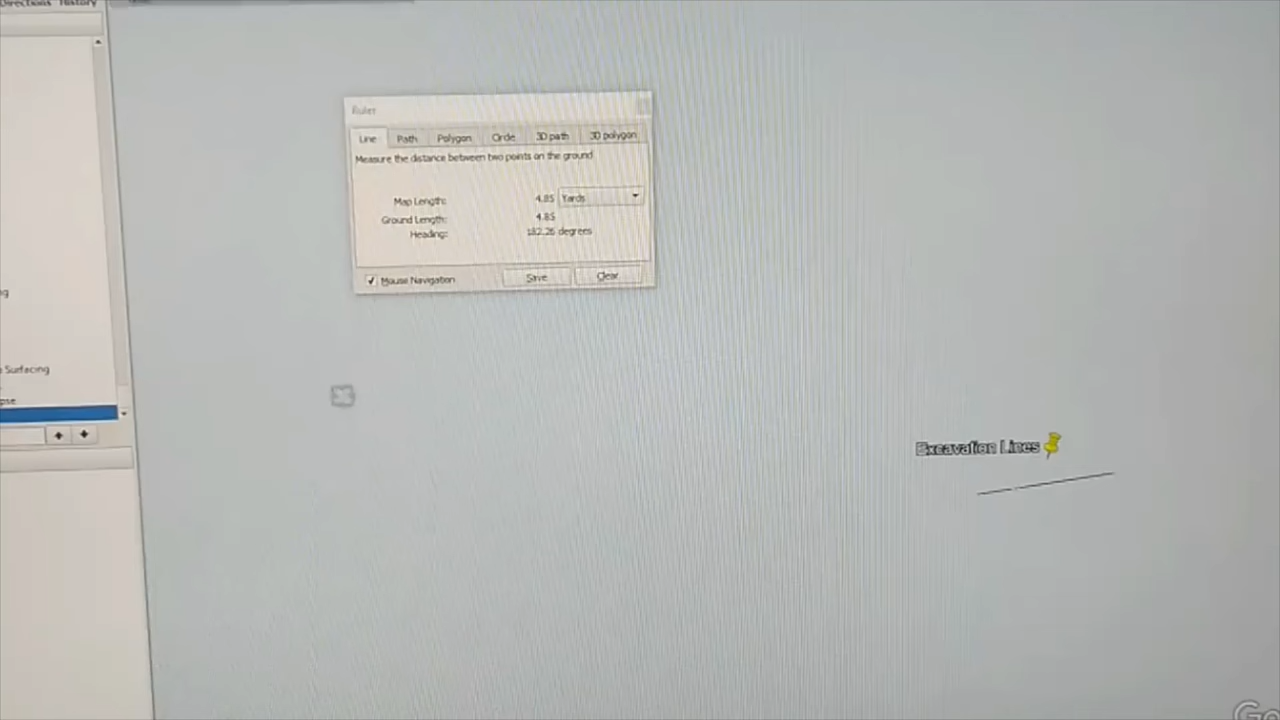 Directions History
Ruler
Line Path Polygon Circle 3D path 3D polygon
Measure the distance between two points on the ground
Map Length: 4.85 Yards
Ground Length: 4.85
Heading: 182.26 degrees
Mouse Navigation Save Clear
Surfacing
Excavation Lines